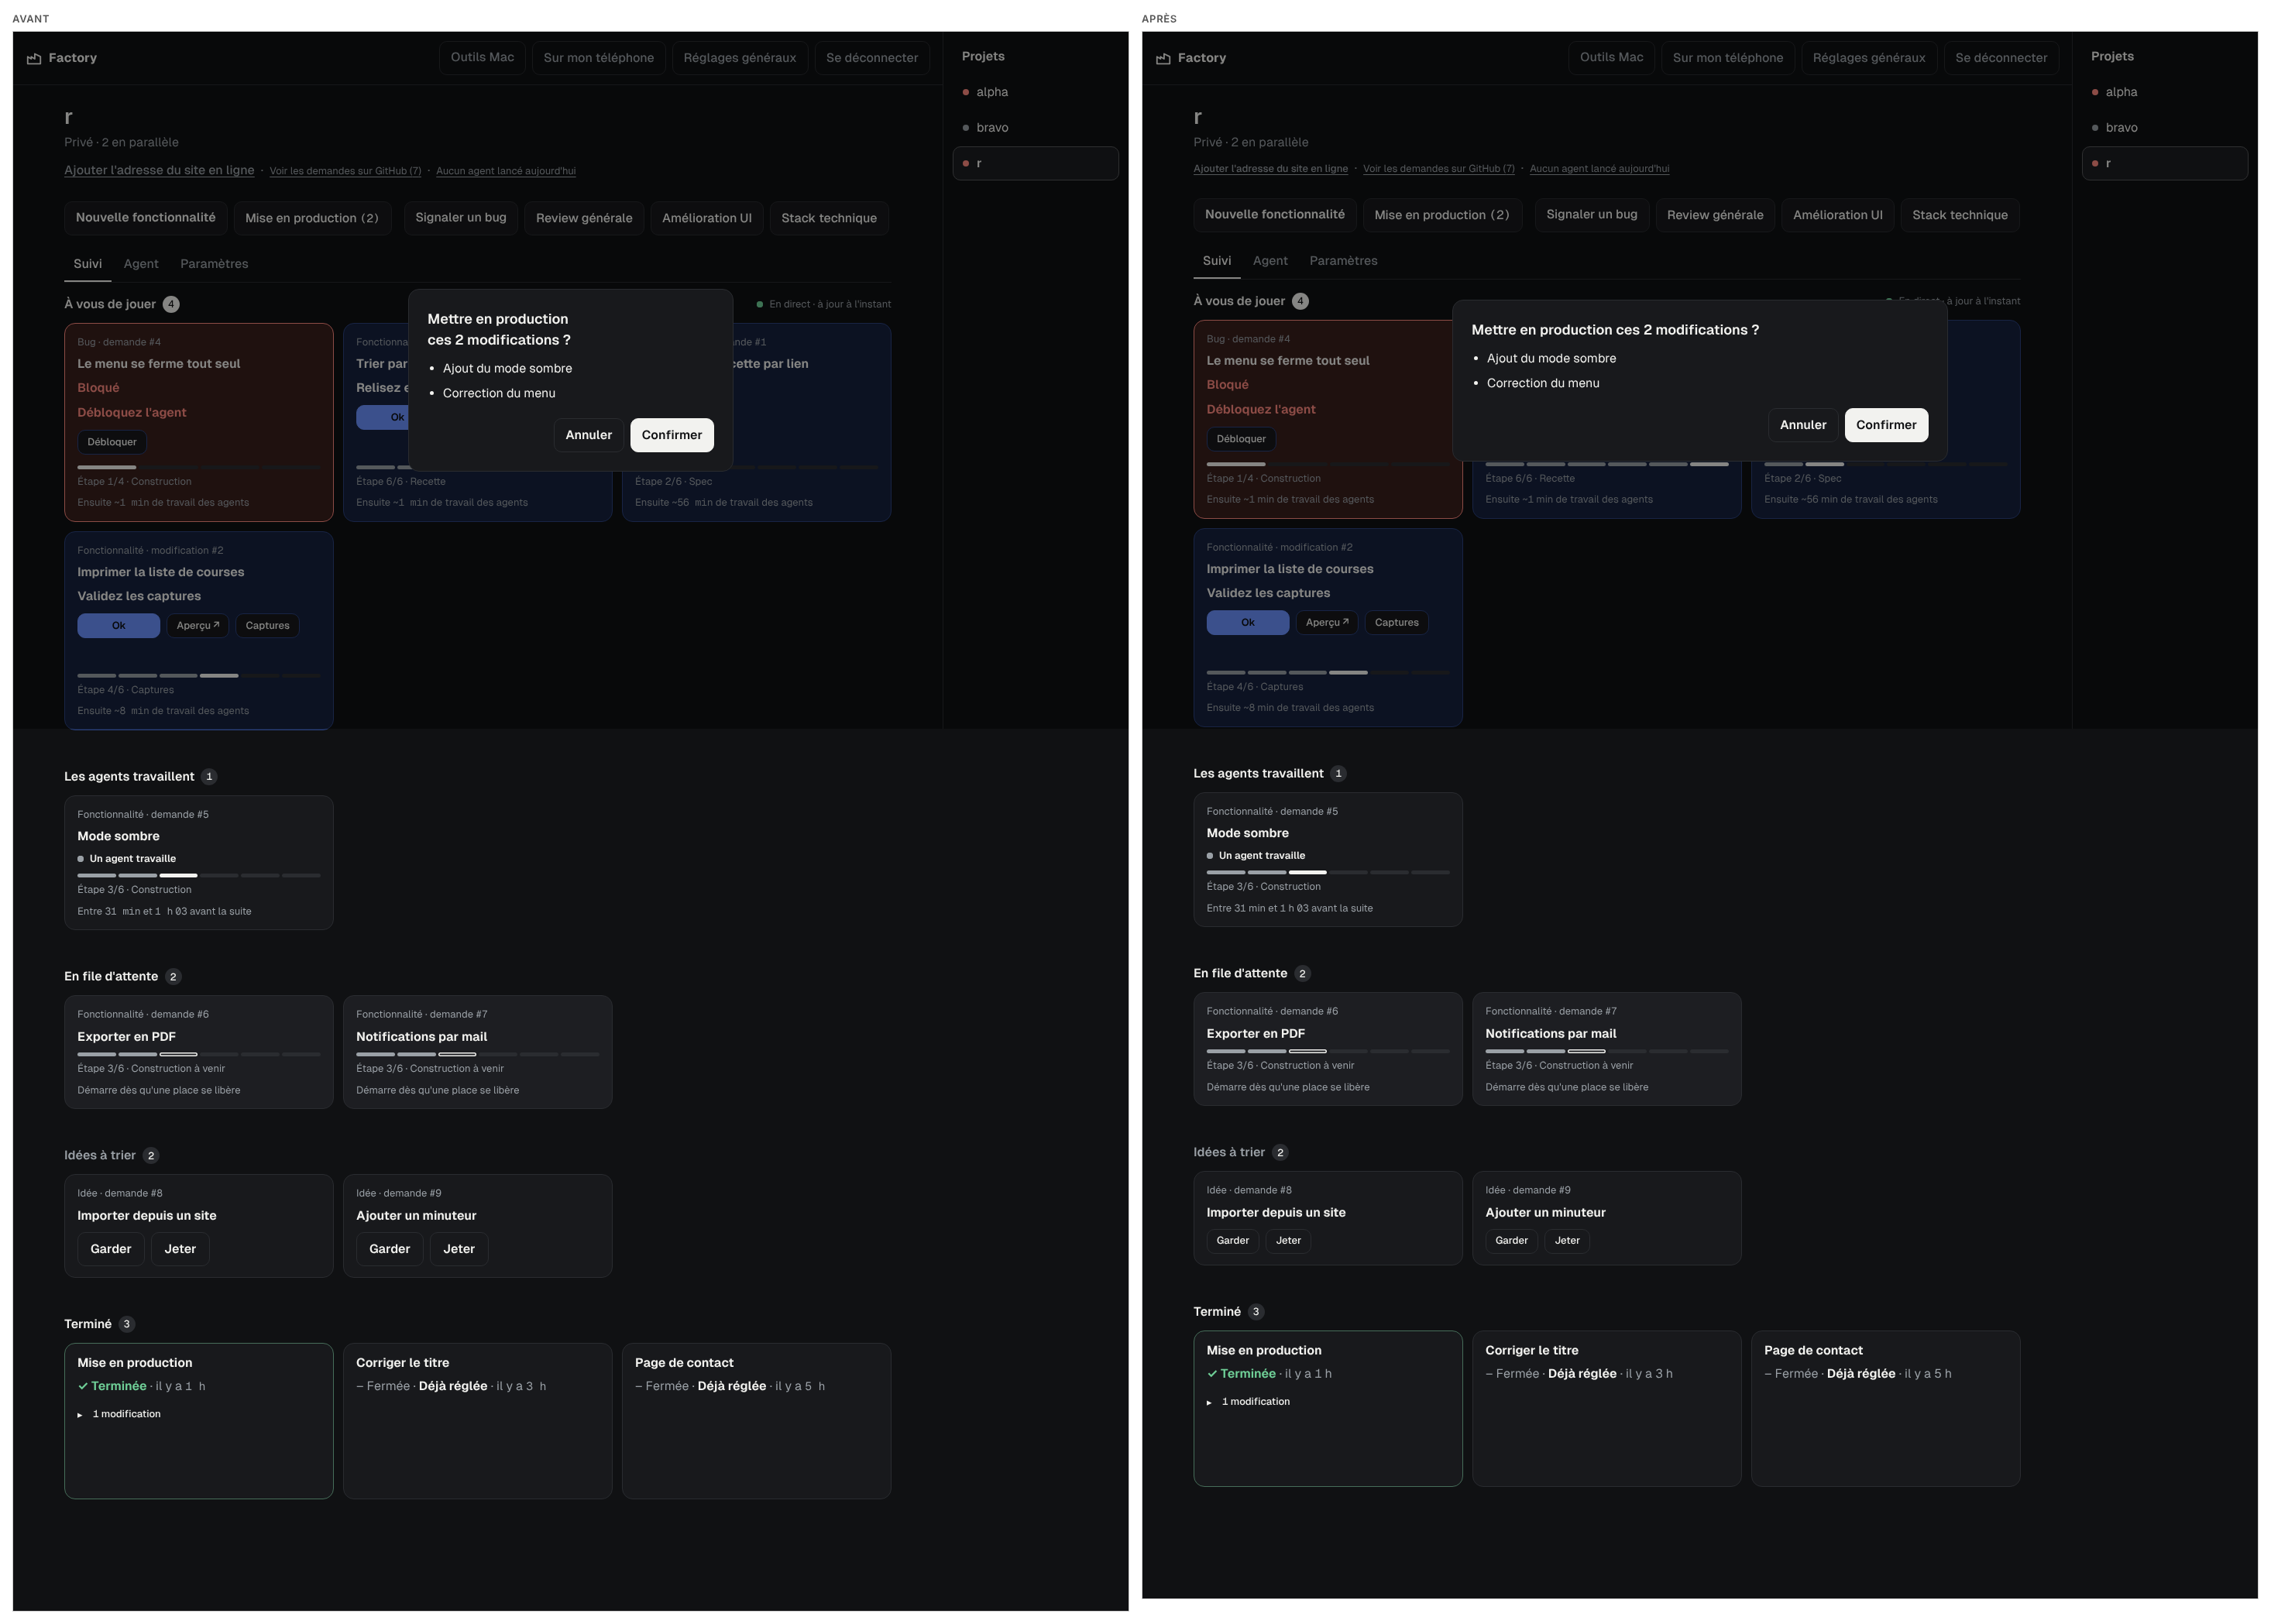 AVANT
Factory
Outils Mac
Sur mon téléphone
Réglages généraux
Se déconnecter
Projets
alpha
bravo
r
r
Privé · 2 en parallèle
Ajouter l'adresse du site en ligne · Voir les demandes sur GitHub (7) · Aucun agent lancé aujourd'hui
Nouvelle fonctionnalité
Mise en production (2)
Signaler un bug
Review générale
Amélioration UI
Stack technique
Suivi
Agent
Paramètres
À vous de jouer 4
En direct · à jour à l'instant
Bug · demande #4
Le menu se ferme tout seul
Bloqué
Débloquez l'agent
Débloquer
Étape 1/4 · Construction
Ensuite ~1 min de travail des agents
Trier par
Ok
Étape 6/6 · Recette
Ensuite ~1 min de travail des agents
#1
par lien
Étape 2/6 · Spec
Ensuite ~56 min de travail des agents
Mettre en production
ces 2 modifications ?
• Ajout du mode sombre
• Correction du menu
Annuler
Confirmer
Fonctionnalité · modification #2
Imprimer la liste de courses
Validez les captures
Ok
Aperçu ↗
Captures
Étape 4/6 · Captures
Ensuite ~8 min de travail des agents
Les agents travaillent 1
Fonctionnalité · demande #5
Mode sombre
Un agent travaille
Étape 3/6 · Construction
Entre 31 min et 1 h 03 avant la suite
En file d'attente 2
Fonctionnalité · demande #6
Exporter en PDF
Étape 3/6 · Construction à venir
Démarre dès qu'une place se libère
Fonctionnalité · demande #7
Notifications par mail
Étape 3/6 · Construction à venir
Démarre dès qu'une place se libère
Idées à trier 2
Idée · demande #8
Importer depuis un site
Garder
Jeter
Idée · demande #9
Ajouter un minuteur
Garder
Jeter
Terminé 3
Mise en production
✓ Terminée · il y a 1 h
▸ 1 modification
Corriger le titre
– Fermée · Déjà réglée · il y a 3 h
Page de contact
– Fermée · Déjà réglée · il y a 5 h
APRÈS
Factory
Outils Mac
Sur mon téléphone
Réglages généraux
Se déconnecter
Projets
alpha
bravo
r
r
Privé · 2 en parallèle
Ajouter l'adresse du site en ligne · Voir les demandes sur GitHub (7) · Aucun agent lancé aujourd'hui
Nouvelle fonctionnalité
Mise en production (2)
Signaler un bug
Review générale
Amélioration UI
Stack technique
Suivi
Agent
Paramètres
À vous de jouer 4
à jour à l'instant
Bug · demande #4
Le menu se ferme tout seul
Bloqué
Débloquez l'agent
Débloquer
Étape 1/4 · Construction
Ensuite ~1 min de travail des agents
Étape 6/6 · Recette
Ensuite ~1 min de travail des agents
Étape 2/6 · Spec
Ensuite ~56 min de travail des agents
Mettre en production ces 2 modifications ?
• Ajout du mode sombre
• Correction du menu
Annuler
Confirmer
Fonctionnalité · modification #2
Imprimer la liste de courses
Validez les captures
Ok
Aperçu ↗
Captures
Étape 4/6 · Captures
Ensuite ~8 min de travail des agents
Les agents travaillent 1
Fonctionnalité · demande #5
Mode sombre
Un agent travaille
Étape 3/6 · Construction
Entre 31 min et 1 h 03 avant la suite
En file d'attente 2
Fonctionnalité · demande #6
Exporter en PDF
Étape 3/6 · Construction à venir
Démarre dès qu'une place se libère
Fonctionnalité · demande #7
Notifications par mail
Étape 3/6 · Construction à venir
Démarre dès qu'une place se libère
Idées à trier 2
Idée · demande #8
Importer depuis un site
Garder
Jeter
Idée · demande #9
Ajouter un minuteur
Garder
Jeter
Terminé 3
Mise en production
✓ Terminée · il y a 1 h
▸ 1 modification
Corriger le titre
– Fermée · Déjà réglée · il y a 3 h
Page de contact
– Fermée · Déjà réglée · il y a 5 h